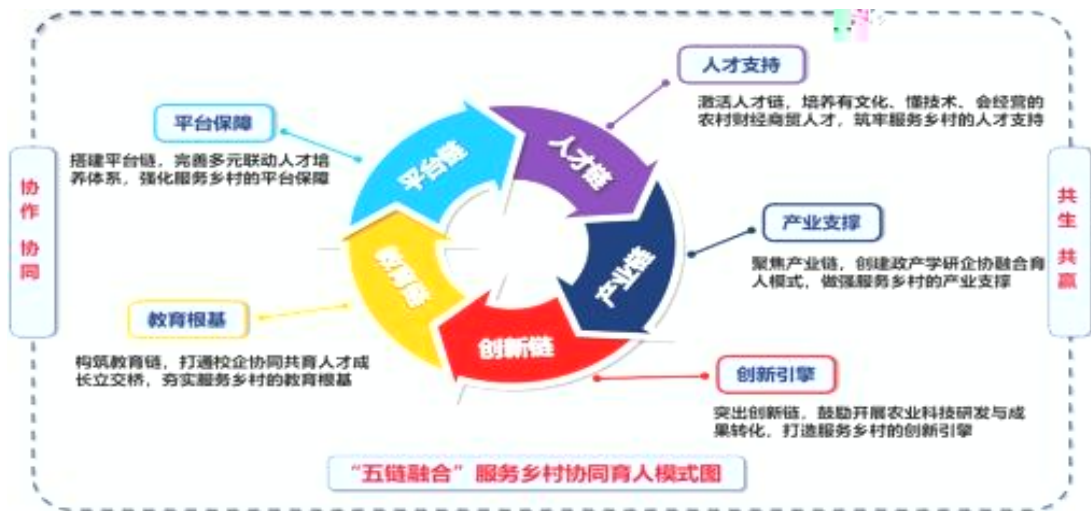 人才支持
激活人才链，培养有文化、懂技术、会经营的
农村财经商贸人才，筑牢服务乡村的人才支持
平台保障
搭建平台链，完善多元联动人才培
养体系，强化服务乡村的平台保障
协作 协同
共生 共赢
平台链
人才链
产业链
创新链
教育链
产业支撑
聚焦产业链，创建政产学研企协融合育
人模式，做强服务乡村的产业支撑
教育根基
构筑教育链，打通校企协同共育人才成
长立交桥，夯实服务乡村的教育根基
创新引擎
突出创新链，鼓励开展农业科技研发与成
果转化，打造服务乡村的创新引擎
“五链融合”服务乡村协同育人模式图